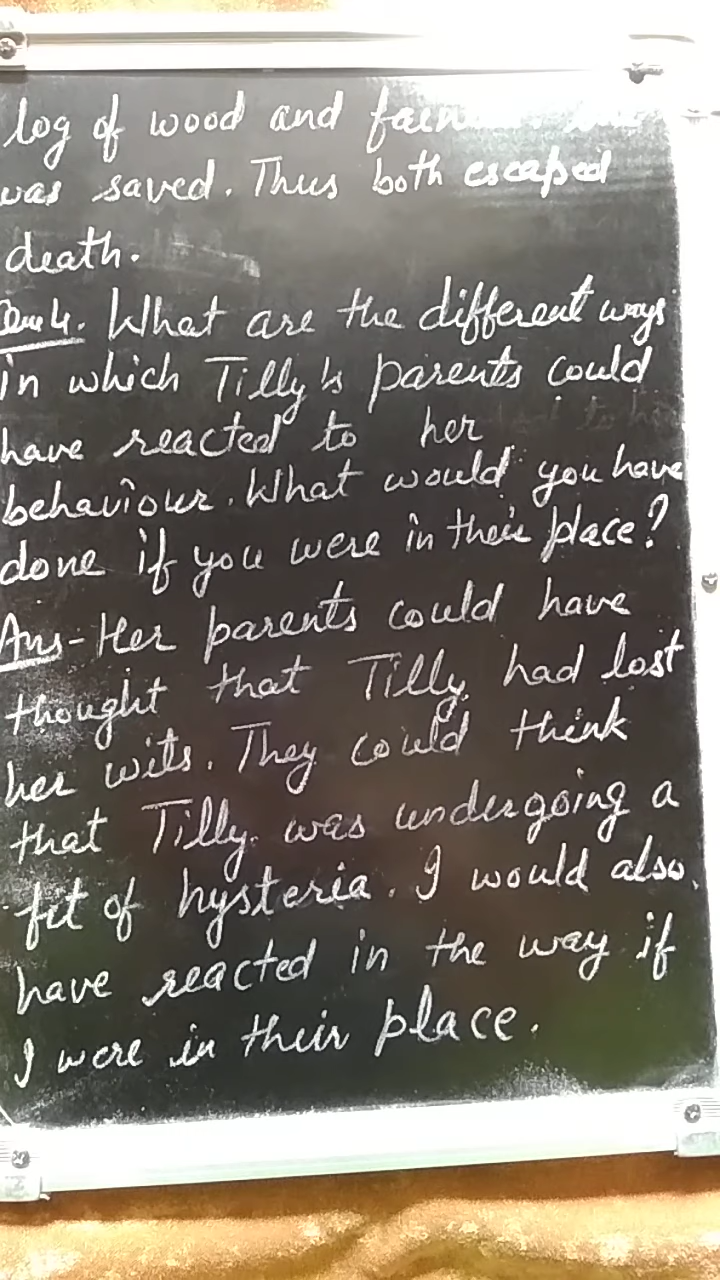 log of wood and
was saved. Thus both escaped
death.
Que 4. What are the different ways
in which Tilly's parents could
have reacted to her
behaviour. What would you have
done if you were in their place?
Ans - Her parents could have
thought that Tilly had lost
her wits. They could think
that Tilly was undergoing a
fit of hysteria. I would also
have reacted in the way if
I were in their place.